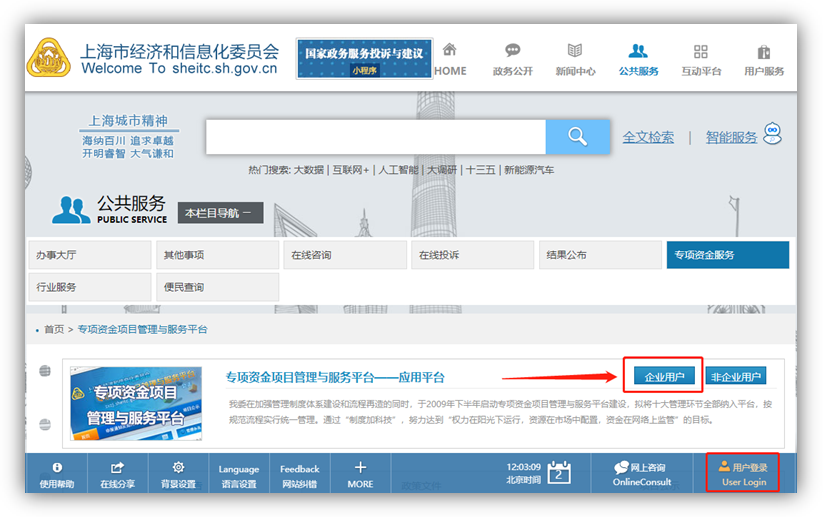 上海市经济和信息化委员会
Welcome To sheitc.sh.gov.cn
国家政务服务投诉与建议
小程序
HOME
政务公开
新闻中心
公共服务
互动平台
用户服务
上海城市精神
海纳百川 追求卓越
开明睿智 大气谦和
全文检索 | 智能服务
热门搜索: 大数据 | 互联网+ | 人工智能 | 大调研 | 十三五 | 新能源汽车
公共服务
PUBLIC SERVICE
本栏目导航 一
办事大厅
其他事项
在线咨询
在线投诉
结果公布
专项资金服务
行业服务
便民查询
首页 > 专项资金项目管理与服务平台
专项资金项目
管理与服务平台
专项资金项目管理与服务平台——应用平台
企业用户
非企业用户
我委在加强管理制度体系建设和流程再造的同时，于2009年下半年启动专项资金项目管理与服务平台建设，拟将十大管理环节全部纳入平台，按
规范流程实行统一管理。通过“制度加科技”，努力达到“权力在阳光下运行，资源在市场中配置，资金在网络上监管”的目标。
使用帮助
在线分享
背景设置
Language
语言设置
Feedback
网站纠错
MORE
12:03:09
北京时间
2
网上咨询
OnlineConsult
用户登录
User Login